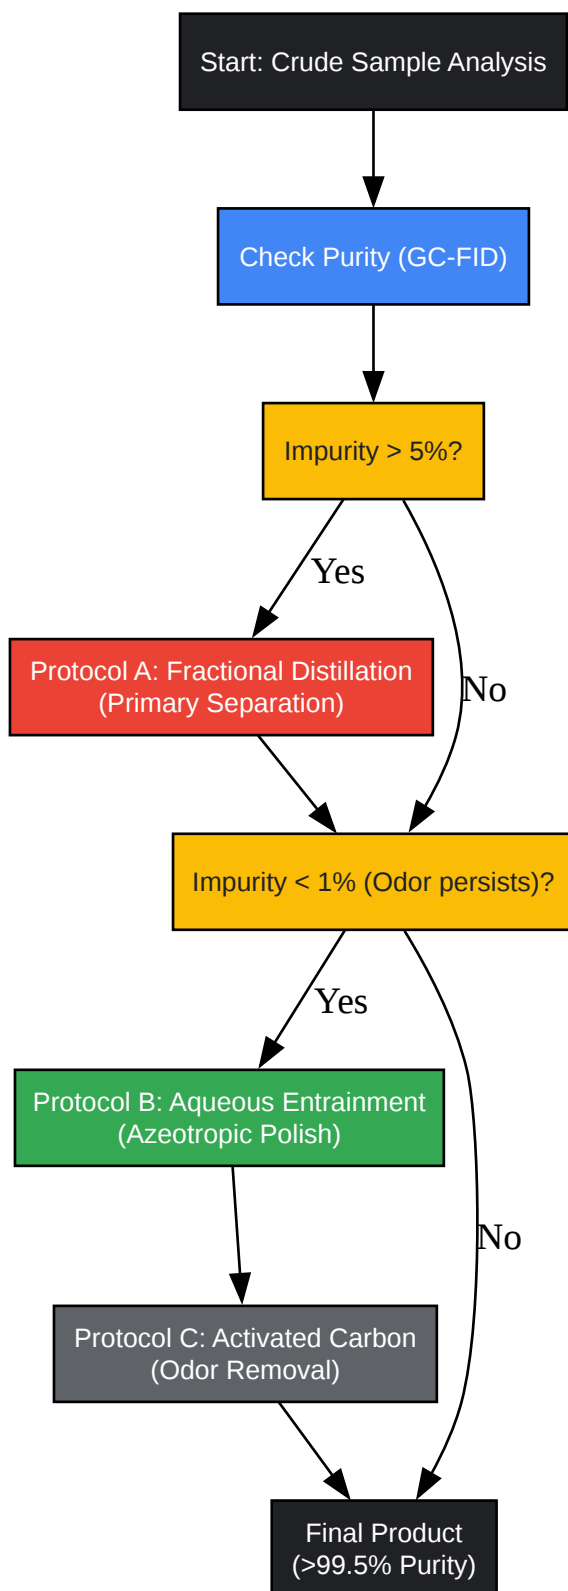 Start: Crude Sample Analysis
Check Purity (GC-FID)
Impurity > 5%?
Yes
No
Protocol A: Fractional Distillation
(Primary Separation)
Impurity < 1% (Odor persists)?
Yes
No
Protocol B: Aqueous Entrainment
(Azeotropic Polish)
Protocol C: Activated Carbon
(Odor Removal)
Final Product
(>99.5% Purity)